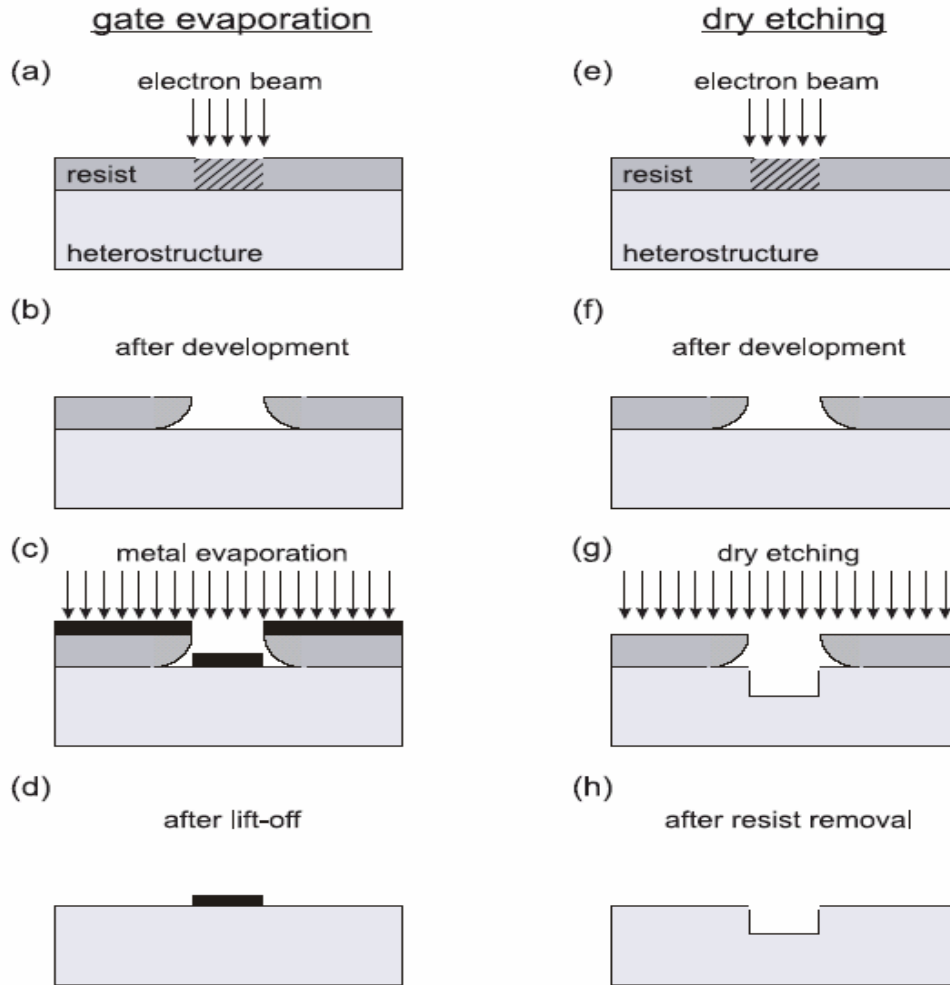 gate evaporation
dry etching
(a)
electron beam
resist
heterostructure
(e)
electron beam
resist
heterostructure
(b)
after development
(f)
after development
(c)
metal evaporation
(g)
dry etching
(d)
after lift-off
(h)
after resist removal